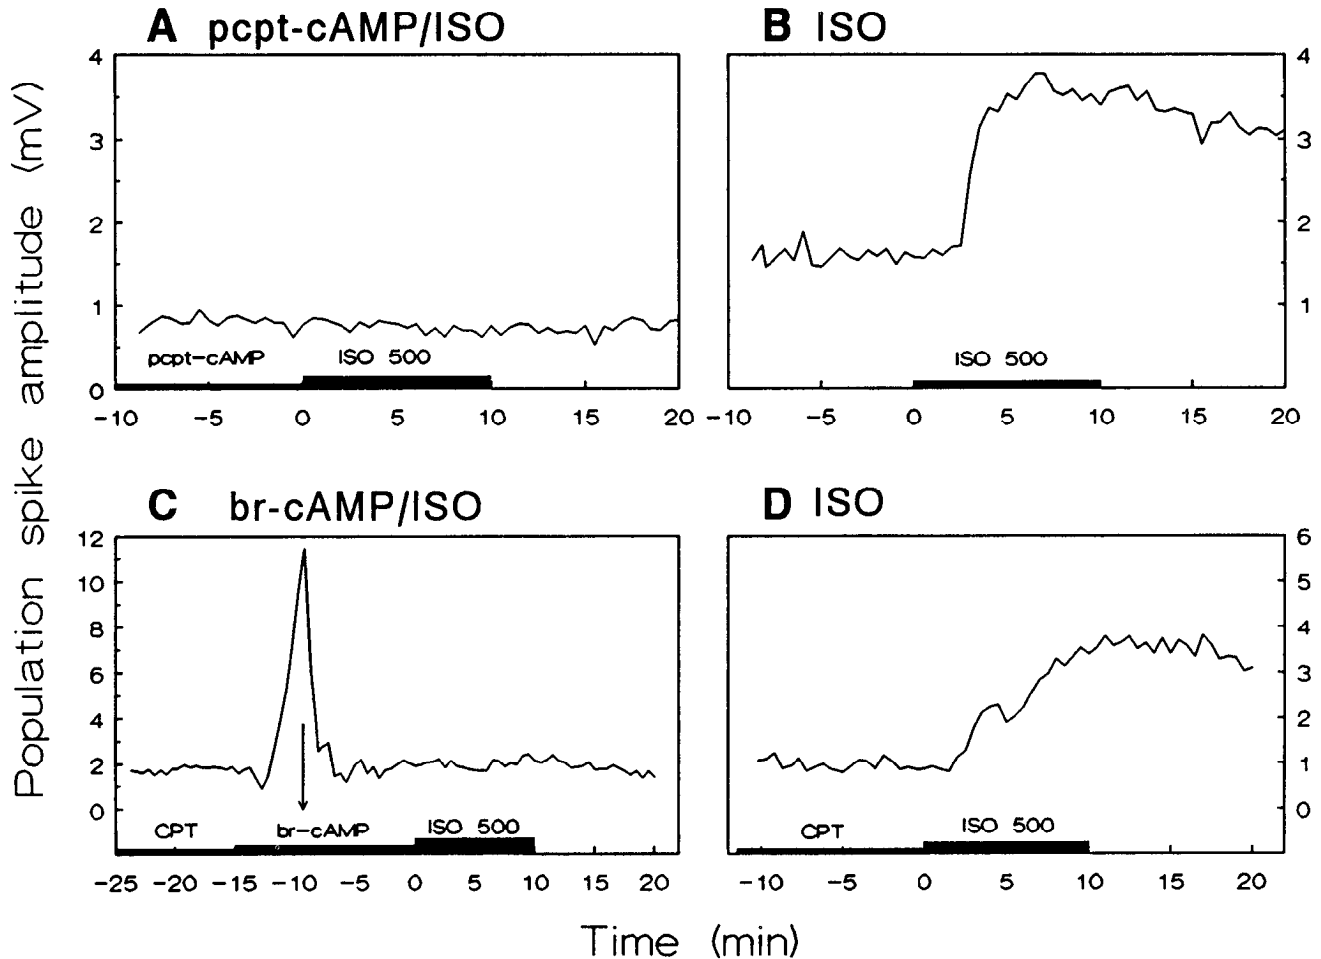 A pcpt-cAMP/ISO
B ISO
Population spike amplitude (mV)
4
3
2
1
0
pcpt-cAMP
ISO 500
-10 -5 0 5 10 15 20
4
3
2
1
ISO 500
-10 -5 0 5 10 15 20
C br-cAMP/ISO
D ISO
12
10
8
6
4
2
0
CPT
br-cAMP
ISO 500
-25 -20 -15 -10 -5 0 5 10 15 20
6
5
4
3
2
1
0
CPT
ISO 500
-10 -5 0 5 10 15 20
Time (min)